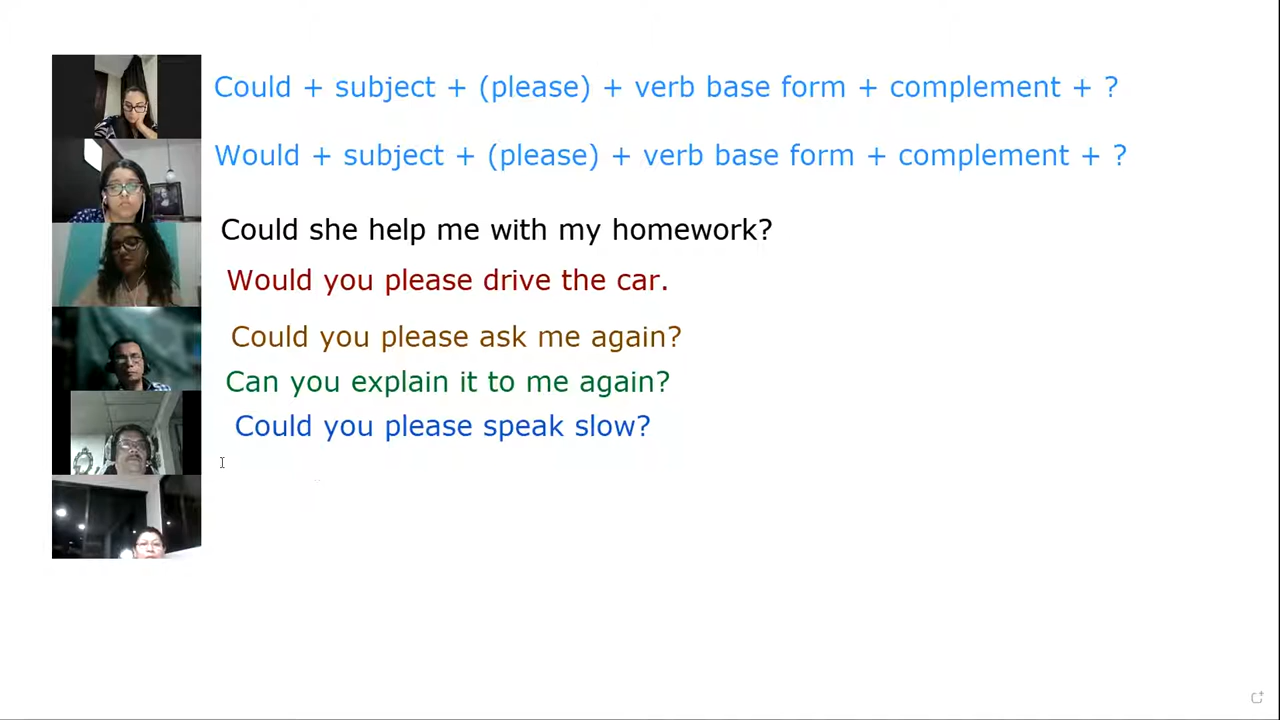 Could + subject + (please) + verb base form + complement + ?
Would + subject + (please) + verb base form + complement + ?
Could she help me with my homework?
Would you please drive the car.
Could you please ask me again?
Can you explain it to me again?
Could you please speak slow?